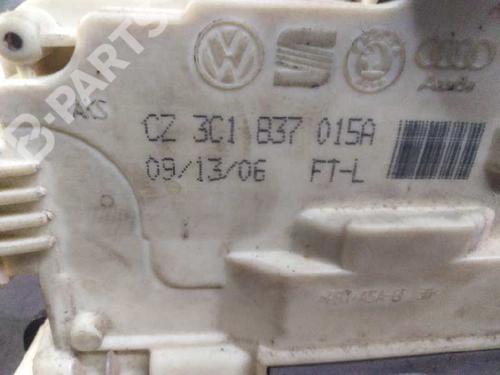 B-PARTS
Audi
AKS
CZ 3C1 837 015A
09/13/06 FT-L